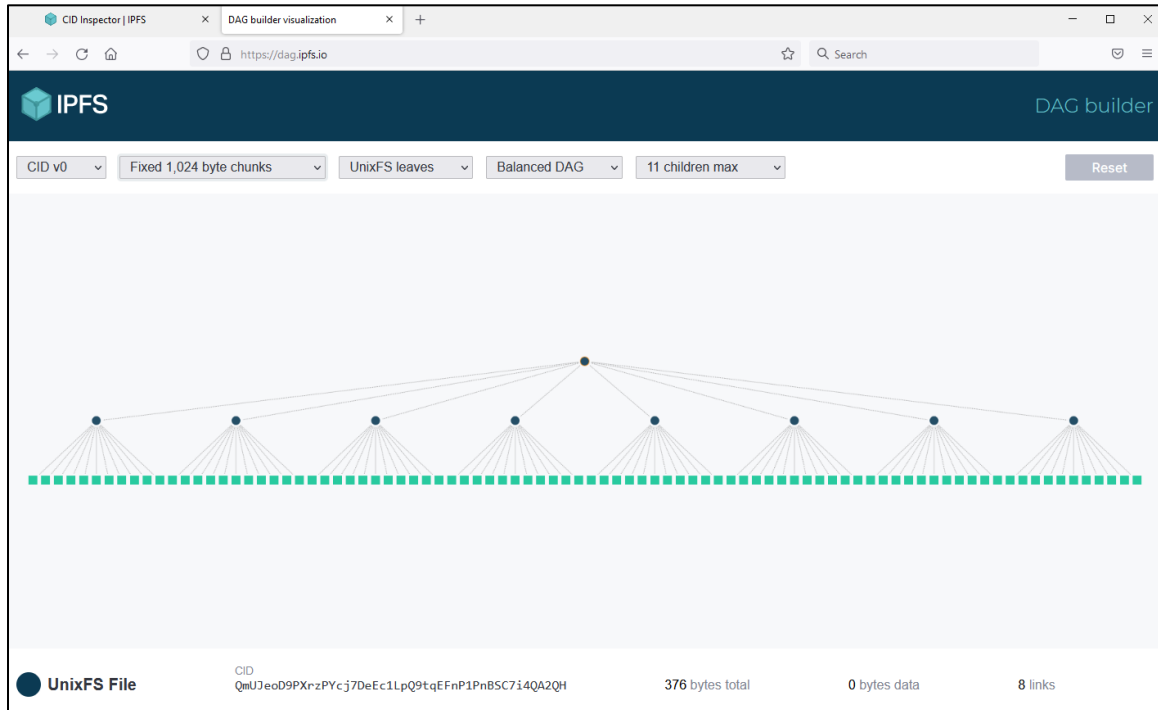 CID Inspector | IPFS
DAG builder visualization
https://dag.ipfs.io
Search
IPFS
DAG builder
CID v0
Fixed 1,024 byte chunks
UnixFS leaves
Balanced DAG
11 children max
Reset
UnixFS File
CID
QmUJeoD9PXrzPYcj7DeEc1LpQ9tqEFnP1PnBSC7i4QA2QH
376 bytes total
0 bytes data
8 links